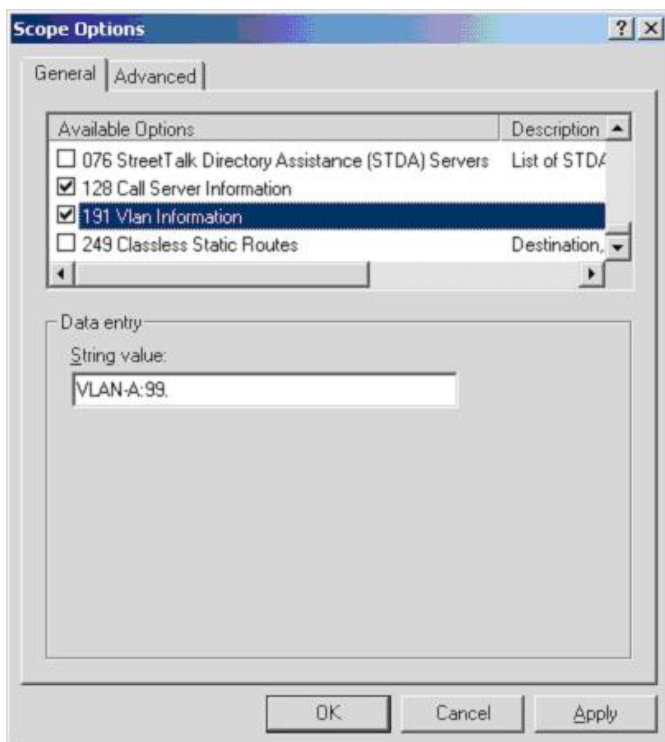 Scope Options
General Advanced
Available Options Description
076 StreetTalk Directory Assistance (STDA) Servers List of STDA
128 Call Server Information
191 Vlan Information
249 Classless Static Routes Destination,
Data entry
String value:
VLAN-A:99.
OK Cancel Apply